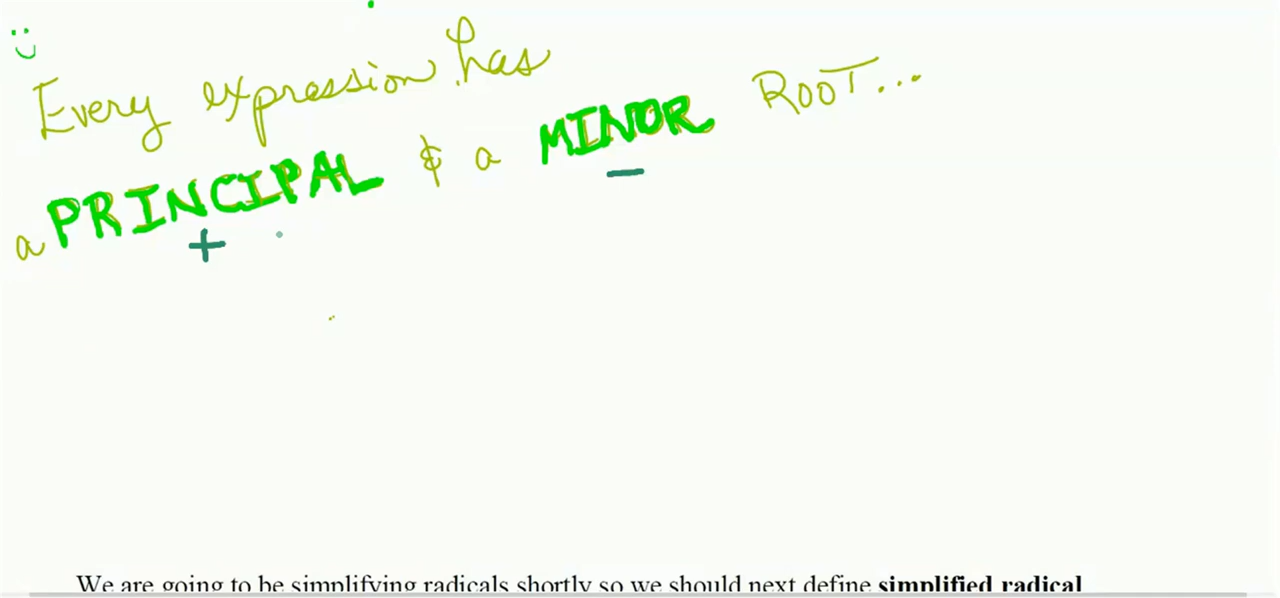 Every expression has
a PRINCIPAL & a MINOR ROOT...
+ −
We are going to be simplifying radicals shortly so we should next define simplified radical